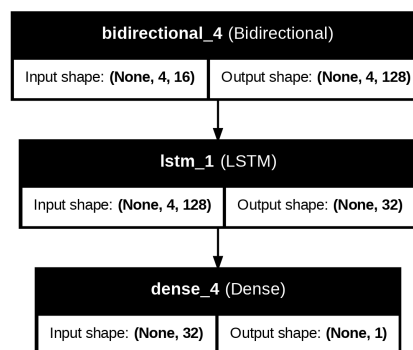 bidirectional_4 (Bidirectional)
Input shape: (None, 4, 16) Output shape: (None, 4, 128)
lstm_1 (LSTM)
Input shape: (None, 4, 128) Output shape: (None, 32)
dense_4 (Dense)
Input shape: (None, 32) Output shape: (None, 1)